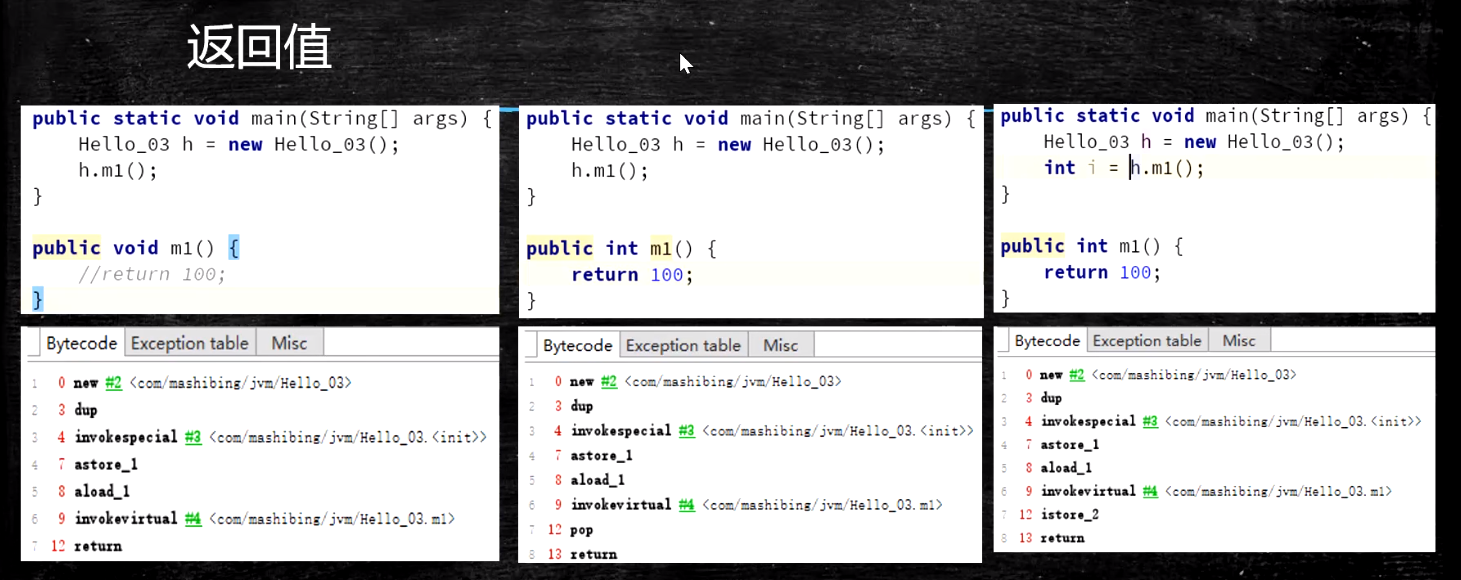 返回值
public static void main(String[] args) {
Hello_03 h = new Hello_03();
h.m1();
}
public void m1() {
//return 100;
}
Bytecode Exception table Misc
1 0 new #2 <com/mashibing/jvm/Hello_03>
2 3 dup
3 4 invokespecial #3 <com/mashibing/jvm/Hello_03.<init>>
4 7 astore_1
5 8 aload_1
6 9 invokevirtual #4 <com/mashibing/jvm/Hello_03.m1>
7 12 return
public static void main(String[] args) {
Hello_03 h = new Hello_03();
h.m1();
}
public int m1() {
return 100;
}
Bytecode Exception table Misc
1 0 new #2 <com/mashibing/jvm/Hello_03>
2 3 dup
3 4 invokespecial #3 <com/mashibing/jvm/Hello_03.<init>>
4 7 astore_1
5 8 aload_1
6 9 invokevirtual #4 <com/mashibing/jvm/Hello_03.m1>
7 12 pop
8 13 return
public static void main(String[] args) {
Hello_03 h = new Hello_03();
int i = h.m1();
}
public int m1() {
return 100;
}
Bytecode Exception table Misc
1 0 new #2 <com/mashibing/jvm/Hello_03>
2 3 dup
3 4 invokespecial #3 <com/mashibing/jvm/Hello_03.<init>>
4 7 astore_1
5 8 aload_1
6 9 invokevirtual #4 <com/mashibing/jvm/Hello_03.m1>
7 12 istore_2
8 13 return